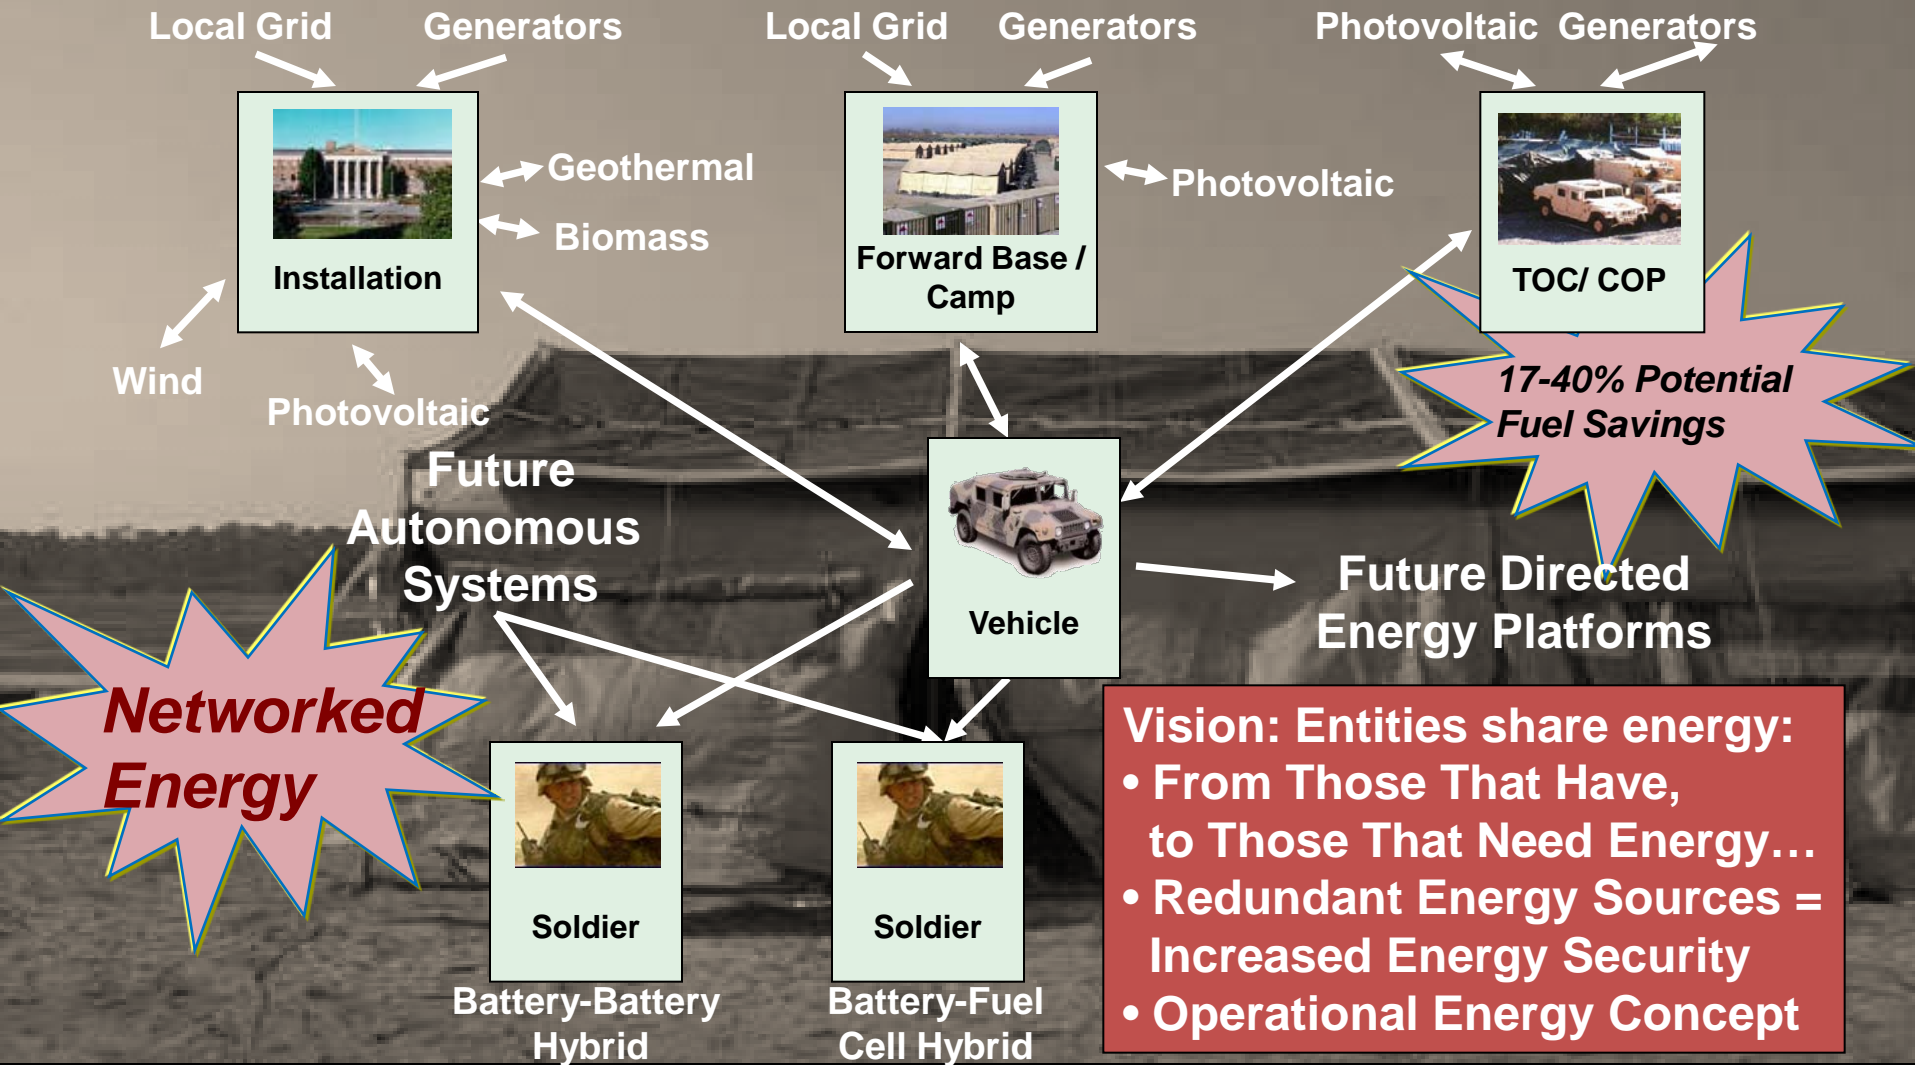 Local Grid
Generators
Local Grid
Generators
Photovoltaic
Generators
Geothermal
Biomass
Installation
Wind
Photovoltaic
Forward Base /
Camp
Photovoltaic
TOC/ COP
17-40% Potential
Fuel Savings
Future
Autonomous
Systems
Vehicle
Future Directed
Energy Platforms
Networked
Energy
Soldier
Battery-Battery
Hybrid
Soldier
Battery-Fuel
Cell Hybrid
Vision: Entities share energy:
• From Those That Have,
to Those That Need Energy…
• Redundant Energy Sources =
Increased Energy Security
• Operational Energy Concept